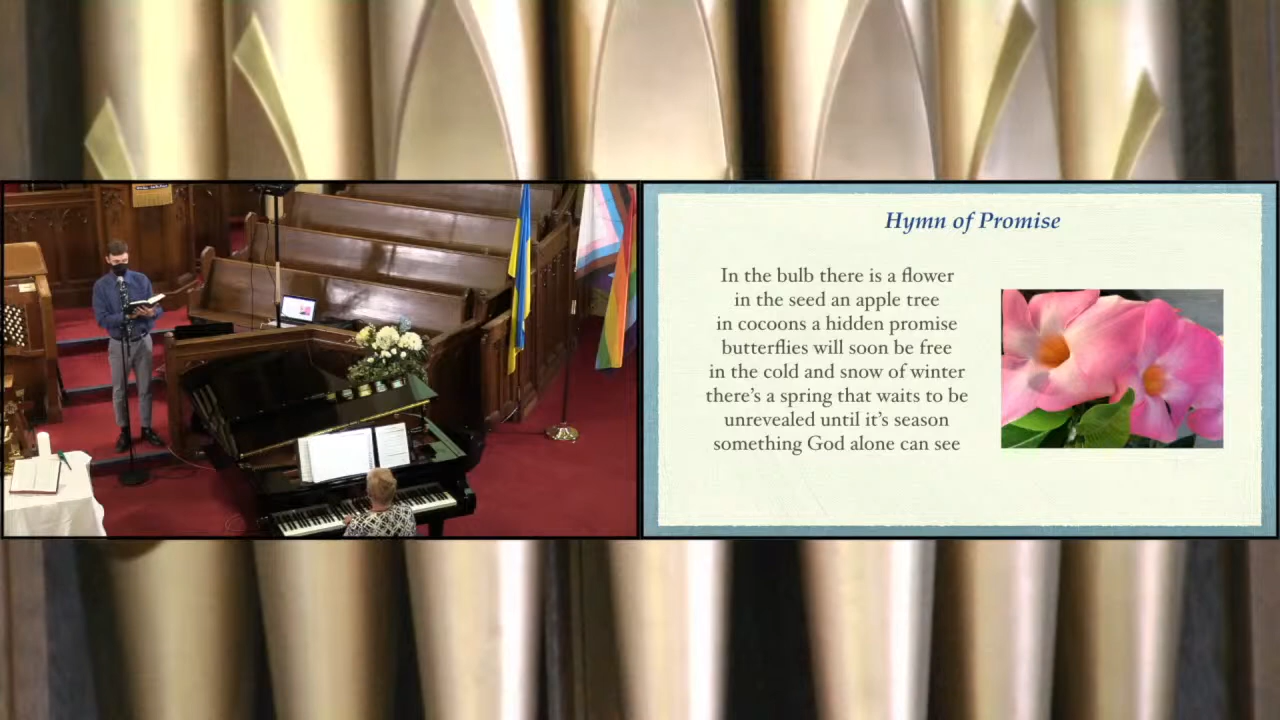 Hymn of Promise
In the bulb there is a flower
in the seed an apple tree
in cocoons a hidden promise
butterflies will soon be free
in the cold and snow of winter
there's a spring that waits to be
unrevealed until it's season
something God alone can see